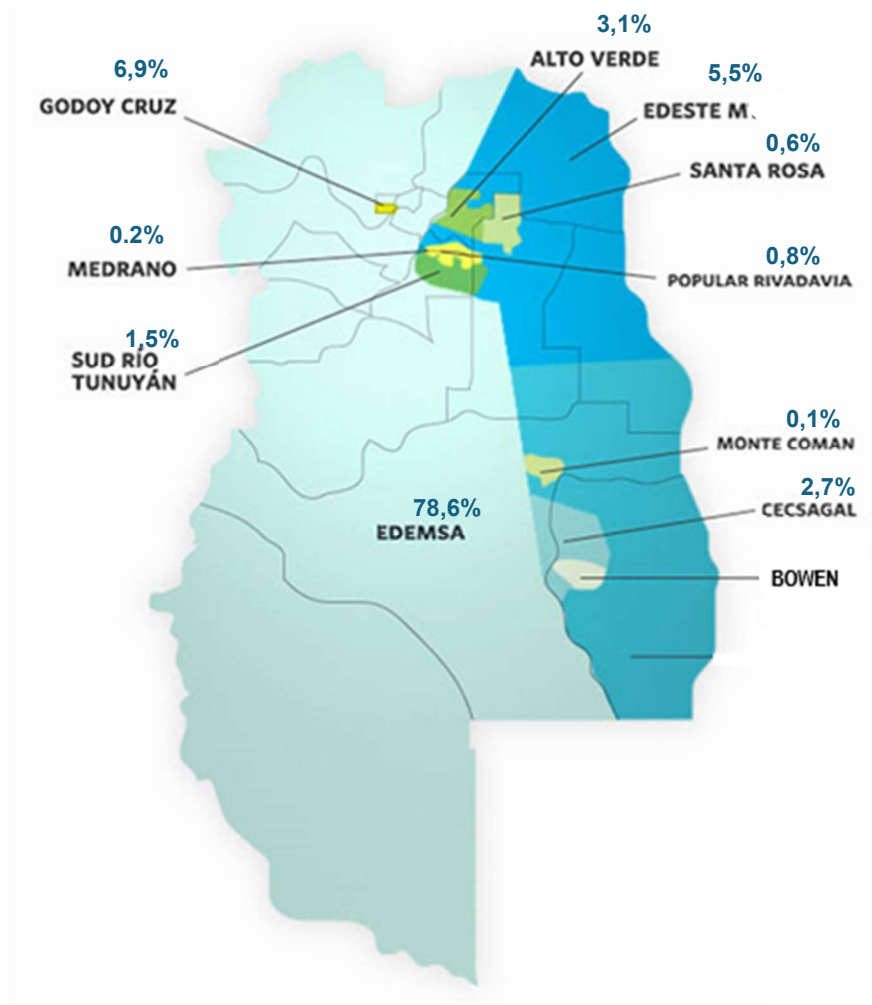 3,1%
ALTO VERDE
6,9%
GODOY CRUZ
5,5%
EDESTE M.
0,6%
SANTA ROSA
0.2%
MEDRANO
0,8%
POPULAR RIVADAVIA
1,5%
SUD RÍO
TUNUYÁN
0,1%
MONTE COMAN
2,7%
CECSAGAL
78,6%
EDEMSA
BOWEN